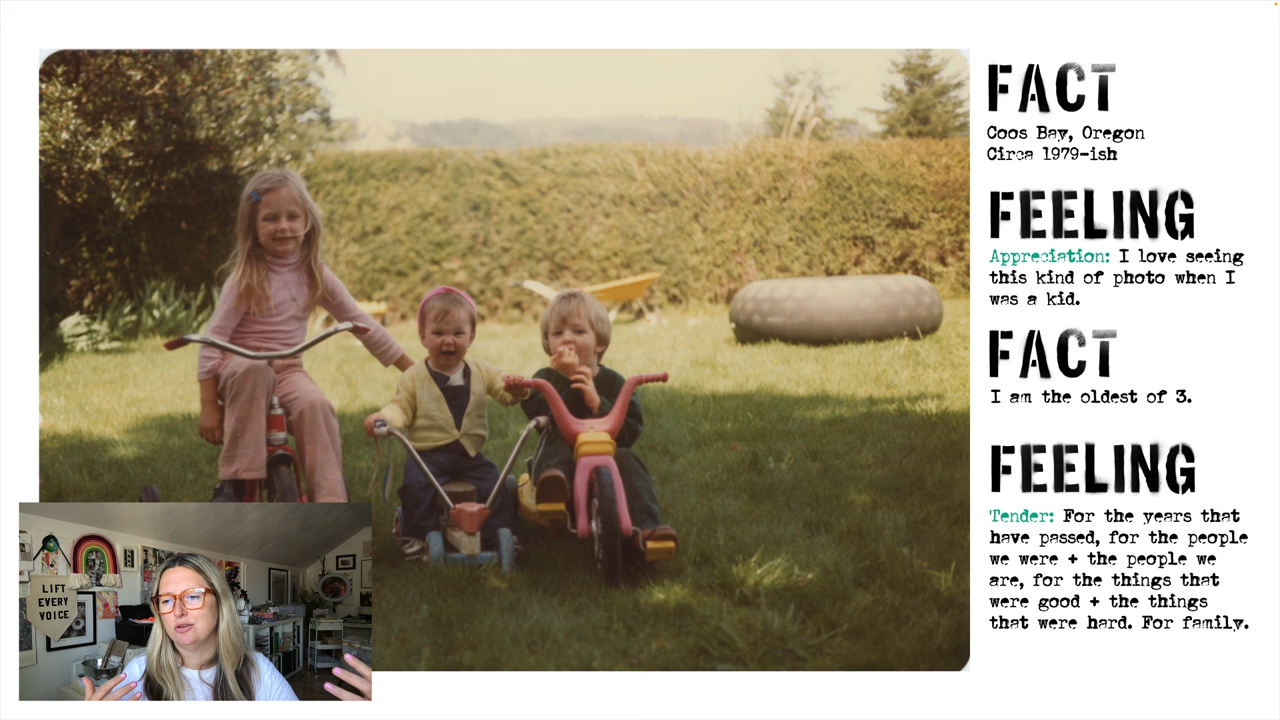 FACT
Coos Bay, Oregon
Circa 1979-ish
FEELING
Appreciation: I love seeing
this kind of photo when I
was a kid.
FACT
I am the oldest of 3.
FEELING
Tender: For the years that
have passed, for the people
we were + the people we
are, for the things that
were good + the things
that were hard. For family.
LIFT
EVERY
VOICE